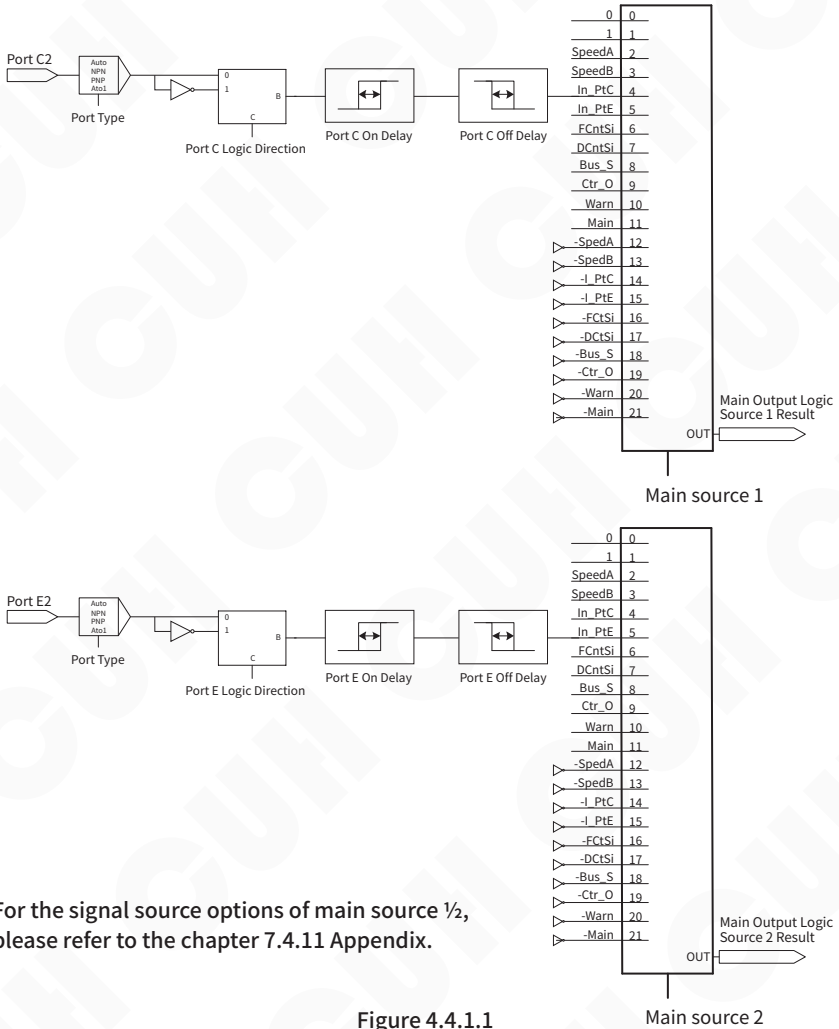 Port C2
Auto
NPN
PNP
Ato1
Port Type
0
1
B
C
Port C Logic Direction
Port C On Delay
Port C Off Delay
0 0
1 1
SpeedA 2
SpeedB 3
In_PtC 4
In_PtE 5
FCntSi 6
DCntSi 7
Bus_S 8
Ctr_O 9
Warn 10
Main 11
-SpedA 12
-SpedB 13
-I_PtC 14
-I_PtE 15
-FCtSi 16
-DCtSi 17
-Bus_S 18
-Ctr_O 19
-Warn 20
-Main 21
OUT
Main Output Logic
Source 1 Result
Main source 1
Port E2
Auto
NPN
PNP
Ato1
Port Type
0
1
B
C
Port E Logic Direction
Port E On Delay
Port E Off Delay
0 0
1 1
SpeedA 2
SpeedB 3
In_PtC 4
In_PtE 5
FCntSi 6
DCntSi 7
Bus_S 8
Ctr_O 9
Warn 10
Main 11
-SpedA 12
-SpedB 13
-I_PtC 14
-I_PtE 15
-FCtSi 16
-DCtSi 17
-Bus_S 18
-Ctr_O 19
-Warn 20
-Main 21
OUT
Main Output Logic
Source 2 Result
Main source 2
For the signal source options of main source ½,
please refer to the chapter 7.4.11 Appendix.
Figure 4.4.1.1